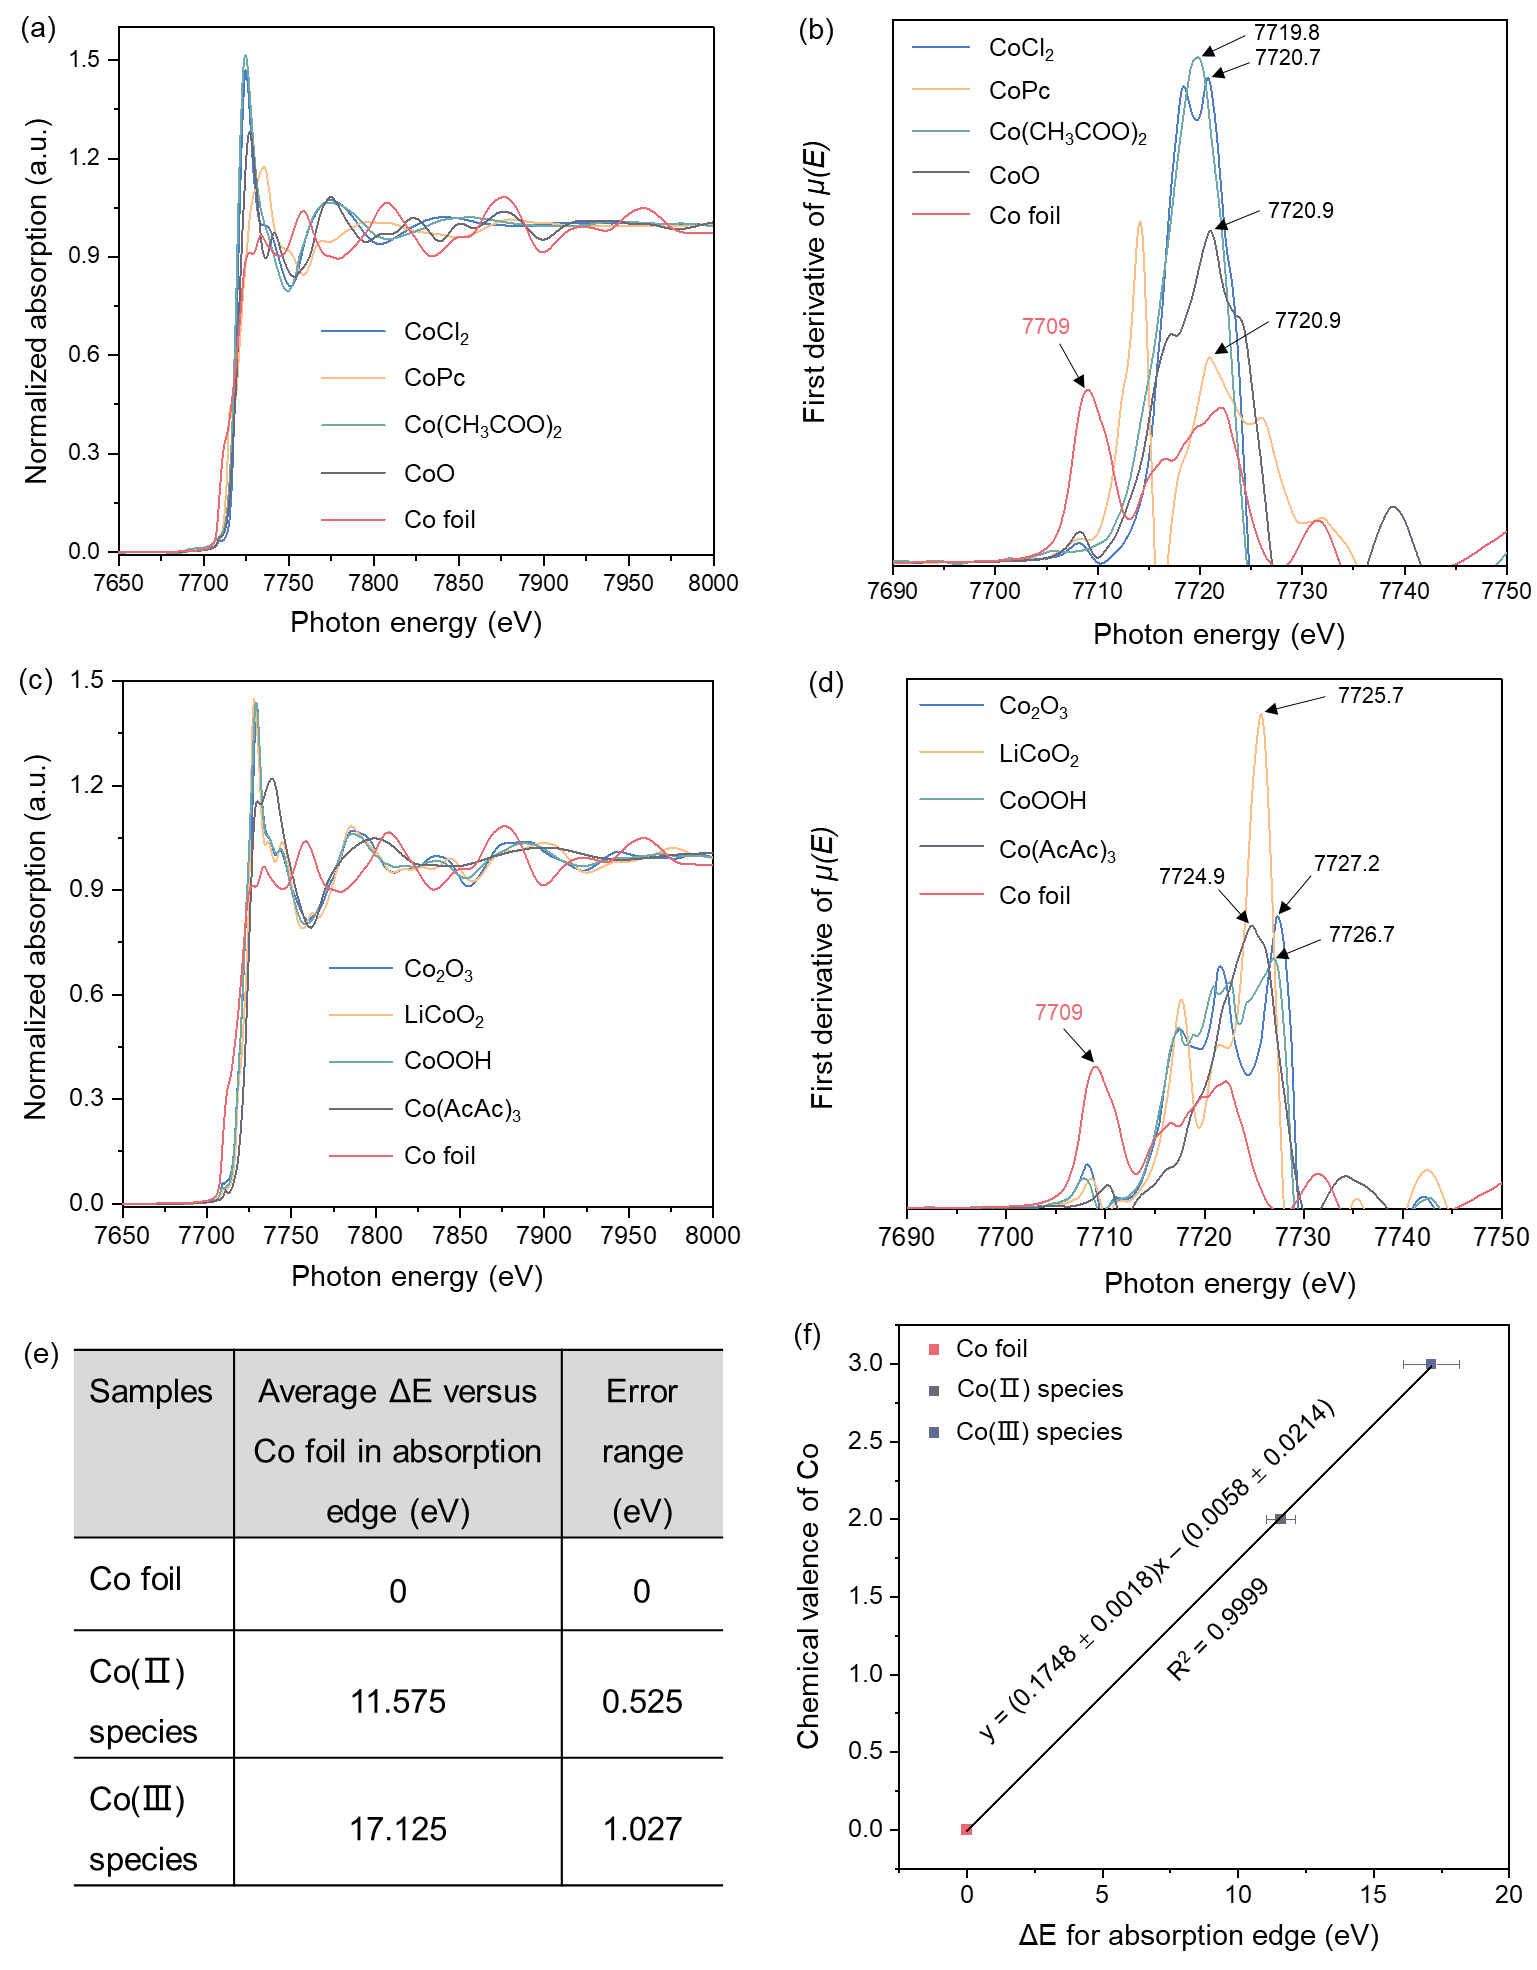 (a)
1.5
1.2
0.9
0.6
0.3
0.0
Normalized absorption (a.u.)
CoCl₂
CoPc
Co(CH₃COO)₂
CoO
Co foil
7650 7700 7750 7800 7850 7900 7950 8000
Photon energy (eV)
(b)
CoCl₂
CoPc
Co(CH₃COO)₂
CoO
Co foil
7719.8
7720.7
7720.9
7720.9
7709
First derivative of μ(E)
7690 7700 7710 7720 7730 7740 7750
Photon energy (eV)
(c)
1.5
1.2
0.9
0.6
0.3
0.0
Normalized absorption (a.u.)
Co₂O₃
LiCoO₂
CoOOH
Co(AcAc)₃
Co foil
7650 7700 7750 7800 7850 7900 7950 8000
Photon energy (eV)
(d)
Co₂O₃
LiCoO₂
CoOOH
Co(AcAc)₃
Co foil
7725.7
7724.9
7727.2
7726.7
7709
First derivative of μ(E)
7690 7700 7710 7720 7730 7740 7750
Photon energy (eV)
(e)
Samples
Average ΔE versus
Co foil in absorption
edge (eV)
Error
range
(eV)
Co foil
0
0
Co(Ⅱ)
species
11.575
0.525
Co(Ⅲ)
species
17.125
1.027
(f)
Co foil
Co(Ⅱ) species
Co(Ⅲ) species
3.0
2.5
2.0
1.5
1.0
0.5
0.0
Chemical valence of Co
y = (0.1748 ± 0.0018)x – (0.0058 ± 0.0214)
R² = 0.9999
0 5 10 15 20
ΔE for absorption edge (eV)